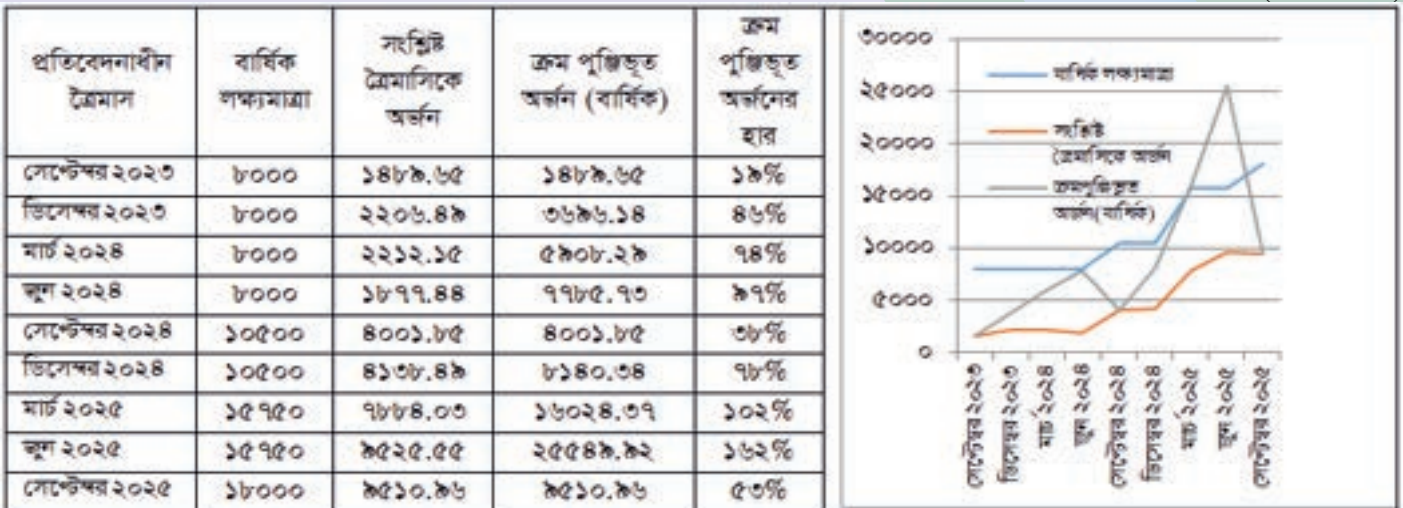 প্রতিবেদনাধীন ত্রৈমাস | বার্ষিক লক্ষ্যমাত্রা | সংশ্লিষ্ট ত্রৈমাসিকে অর্জন | ক্রম পুঞ্জিভূত অর্জন (বার্ষিক) | ক্রম পুঞ্জিভূত অর্জনের হার
সেপ্টেম্বর ২০২৩ | ৮০০০ | ১৪৮৯.৬৫ | ১৪৮৯.৬৫ | ১৯%
ডিসেম্বর ২০২৩ | ৮০০০ | ২২০৬.৪৯ | ৩৬৯৬.১৪ | ৪৬%
মার্চ ২০২৪ | ৮০০০ | ২২১২.১৫ | ৫৯০৮.২৯ | ৭৪%
জুন ২০২৪ | ৮০০০ | ১৮৭৭.৪৪ | ৭৭৮৫.৭৩ | ৯৭%
সেপ্টেম্বর ২০২৪ | ১০৫০০ | ৪০০১.৮৫ | ৪০০১.৮৫ | ৩৮%
ডিসেম্বর ২০২৪ | ১০৫০০ | ৪১৩৮.৪৯ | ৮১৪০.৩৪ | ৭৮%
মার্চ ২০২৫ | ১৫৭৫০ | ৭৮৮৪.০৩ | ১৬০২৪.৩৭ | ১০২%
জুন ২০২৫ | ১৫৭৫০ | ৯৫২৫.৫৫ | ২৫৫৪৯.৯২ | ১৬২%
সেপ্টেম্বর ২০২৫ | ১৮০০০ | ৯৫১০.৯৬ | ৯৫১০.৯৬ | ৫৩%
৩০০০০
২৫০০০
২০০০০
১৫০০০
১০০০০
৫০০০
০
বার্ষিক লক্ষ্যমাত্রা
সংশ্লিষ্ট
ত্রৈমাসিকে অর্জন
ক্রমপুঞ্জিভূত
অর্জন(বার্ষিক)
সেপ্টেম্বর ২০২৩
ডিসেম্বর ২০২৩
মার্চ ২০২৪
জুন ২০২৪
সেপ্টেম্বর ২০২৪
ডিসেম্বর ২০২৪
মার্চ ২০২৫
জুন ২০২৫
সেপ্টেম্বর ২০২৫